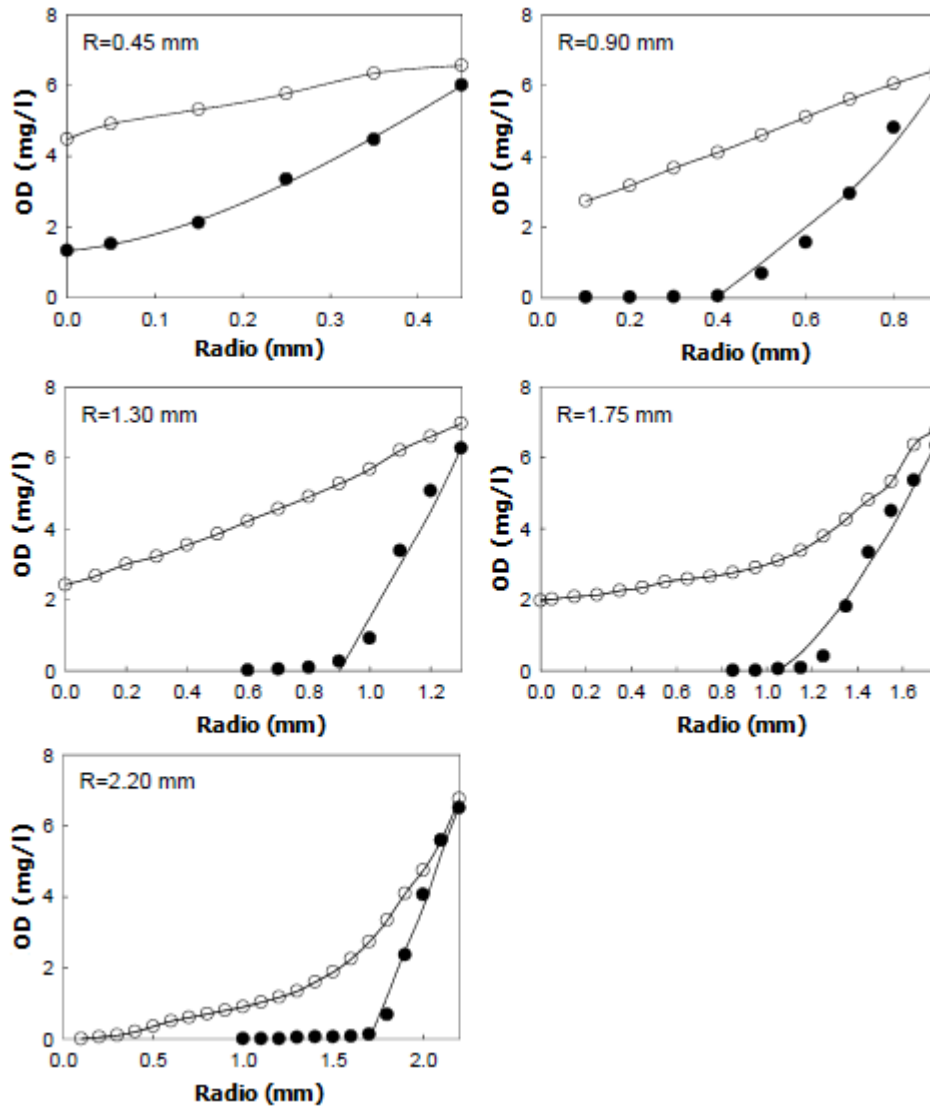 R=0.45 mm
OD (mg/l)
8
6
4
2
0
0.0 0.1 0.2 0.3 0.4
Radio (mm)
R=0.90 mm
OD (mg/l)
8
6
4
2
0
0.0 0.2 0.4 0.6 0.8
Radio (mm)
R=1.30 mm
OD (mg/l)
8
6
4
2
0
0.0 0.2 0.4 0.6 0.8 1.0 1.2
Radio (mm)
R=1.75 mm
OD (mg/l)
8
6
4
2
0
0.0 0.2 0.4 0.6 0.8 1.0 1.2 1.4 1.6
Radio (mm)
R=2.20 mm
OD (mg/l)
8
6
4
2
0
0.0 0.5 1.0 1.5 2.0
Radio (mm)